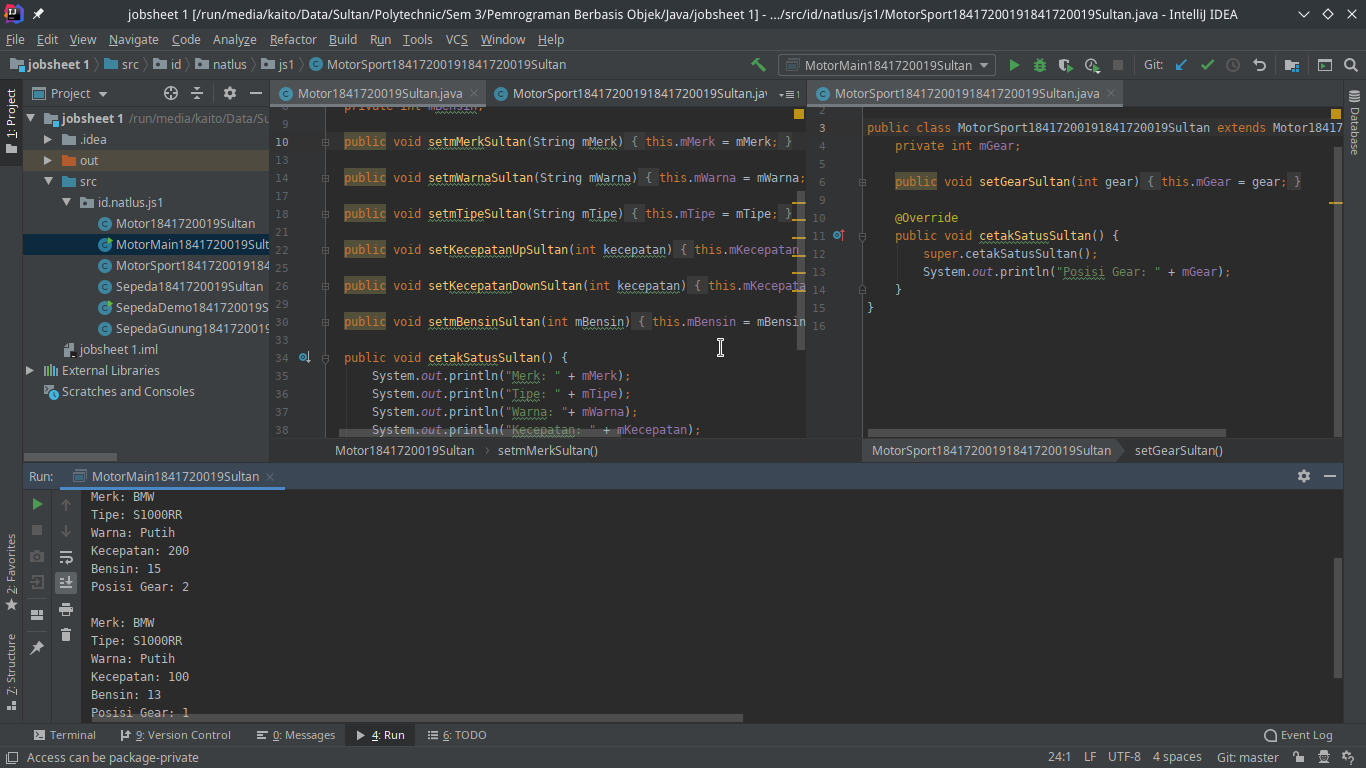 jobsheet 1 [/run/media/kaito/Data/Sultan/Polytechnic/Sem 3/Pemrograman Berbasis Objek/Java/jobsheet 1] - .../src/id/natlus/js1/MotorSport18417200191841720019Sultan.java - IntelliJ IDEA
File Edit View Navigate Code Analyze Refactor Build Run Tools VCS Window Help
jobsheet 1 src id natlus js1 MotorSport18417200191841720019Sultan MotorMain1841720019Sultan Git:
1: Project
Project
jobsheet 1 /run/media/kaito/Data/Su
.idea
out
src
id.natlus.js1
Motor1841720019Sultan
MotorMain1841720019Sult
MotorSport1841720019184
Sepeda1841720019Sultan
SepedaDemo1841720019S
SepedaGunung184172001
jobsheet 1.iml
External Libraries
Scratches and Consoles
Motor1841720019Sultan.java MotorSport18417200191841720019Sultan.jav
9
10 public void setmMerkSultan(String mMerk) { this.mMerk = mMerk; }
13
14 public void setmWarnaSultan(String mWarna) { this.mWarna = mWarna;
17
18 public void setmTipeSultan(String mTipe) { this.mTipe = mTipe; }
21
22 public void setKecepatanUpSultan(int kecepatan) { this.mKecepatan
25
26 public void setKecepatanDownSultan(int kecepatan) { this.mKecepata
29
30 public void setmBensinSultan(int mBensin) { this.mBensin = mBensin
33
34 public void cetakSatusSultan() {
35 System.out.println("Merk: " + mMerk);
36 System.out.println("Tipe: " + mTipe);
37 System.out.println("Warna: "+ mWarna);
38 System.out.println("Kecepatan: " + mKecepatan);
Motor1841720019Sultan setmMerkSultan()
MotorSport18417200191841720019Sultan.java
2
3 public class MotorSport18417200191841720019Sultan extends Motor18417
4 private int mGear;
5
6 public void setGearSultan(int gear) { this.mGear = gear; }
9
10 @Override
11 public void cetakSatusSultan() {
12 super.cetakSatusSultan();
13 System.out.println("Posisi Gear: " + mGear);
14 }
15 }
16
MotorSport18417200191841720019Sultan setGearSultan()
Database
Run: MotorMain1841720019Sultan
Merk: BMW
Tipe: S1000RR
Warna: Putih
Kecepatan: 200
Bensin: 15
Posisi Gear: 2
Merk: BMW
Tipe: S1000RR
Warna: Putih
Kecepatan: 100
Bensin: 13
Posisi Gear: 1
2: Favorites
7: Structure
Terminal 9: Version Control 0: Messages 4: Run 6: TODO Event Log
Access can be package-private 24:1 LF UTF-8 4 spaces Git: master